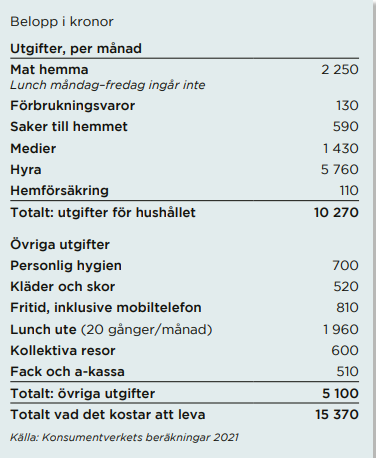 Belopp i kronor
Utgifter, per månad
Mat hemma 2 250
Lunch måndag–fredag ingår inte
Förbrukningsvaror 130
Saker till hemmet 590
Medier 1 430
Hyra 5 760
Hemförsäkring 110
Totalt: utgifter för hushållet 10 270
Övriga utgifter
Personlig hygien 700
Kläder och skor 520
Fritid, inklusive mobiltelefon 810
Lunch ute (20 gånger/månad) 1 960
Kollektiva resor 600
Fack och a-kassa 510
Totalt: övriga utgifter 5 100
Totalt vad det kostar att leva 15 370
Källa: Konsumentverkets beräkningar 2021